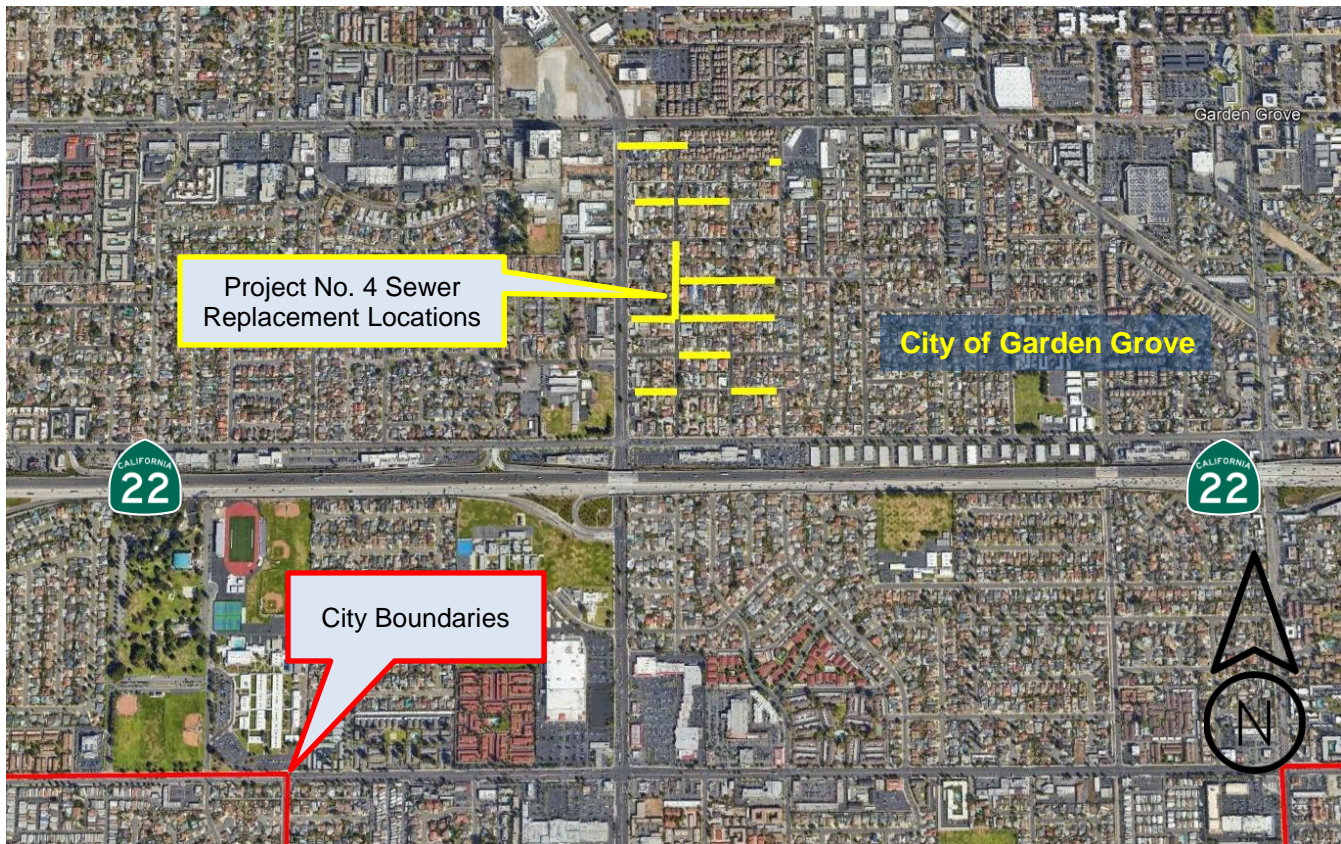 Garden Grove
Project No. 4 Sewer
Replacement Locations
City of Garden Grove
CALIFORNIA
22
CALIFORNIA
22
City Boundaries
N